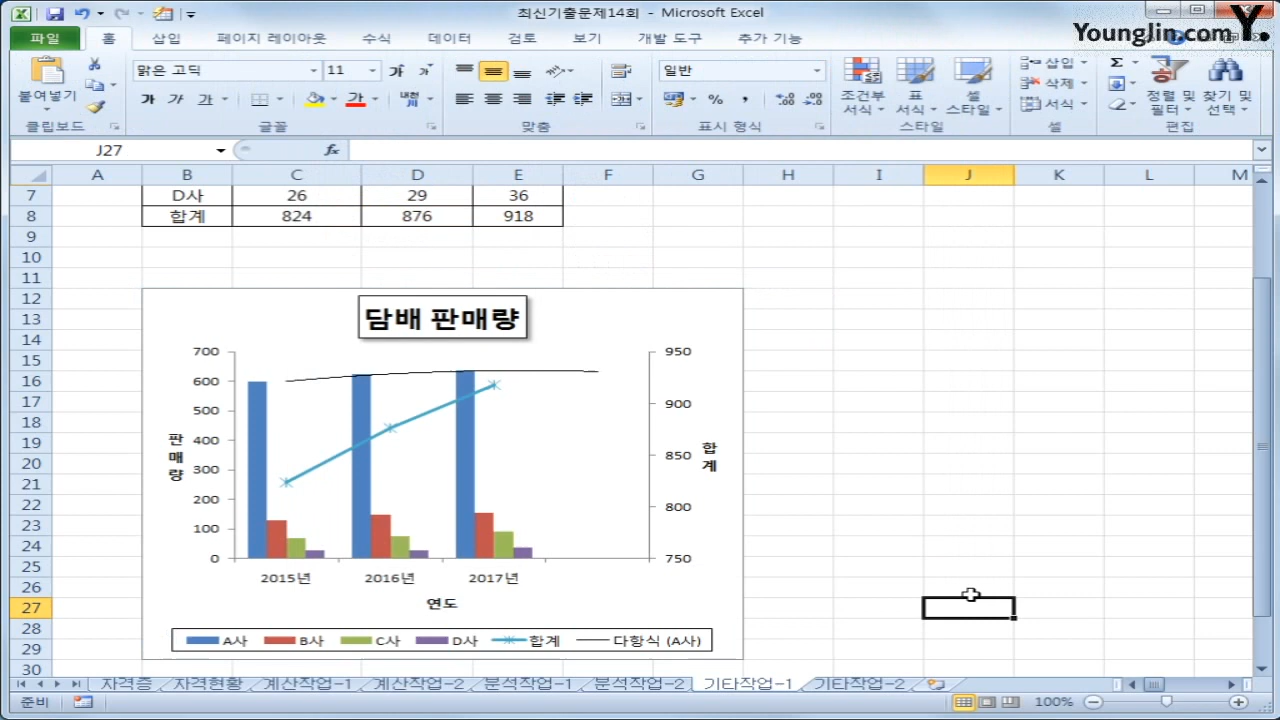 최신기출문제14회 - Microsoft Excel
Younglin.com Y.
파일 홈 삽입 페이지 레이아웃 수식 데이터 검토 보기 개발 도구 추가 기능
맑은 고딕 11 일반
붙여넣기 가 가 가 가 조건부 서식 표 서식 셀 스타일 삽입 삭제 서식 정렬 및 필터 찾기 및 선택
클립보드 글꼴 맞춤 표시 형식 스타일 셀 편집
J27 fx
A B C D E F G H I J K L M
7 D사 26 29 36
8 합계 824 876 918
9
10
11
12
13
14
15
16
17
18
19
20
21
22
23
24
25
26
27
28
29
30
담배 판매량
700 950
600
500 900
400
300 850
200 800
100
0 750
판매량
합계
2015년 2016년 2017년
연도
A사 B사 C사 D사 합계 다항식 (A사)
자격증 자격현황 계산작업-1 계산작업-2 분석작업-1 분석작업-2 기타작업-1 기타작업-2
준비 100%